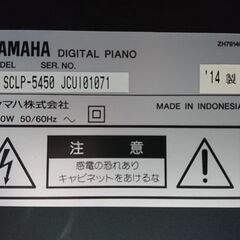 YAMAHA DIGITAL PIANO
ZH7914
MODEL SER. NO.
SCLP-5450 JCUI01071
'14 製
ヤマハ株式会社
0W 50/60Hz
MADE IN INDONESIA
注意
感電の恐れあり
キャビネットをあけるな